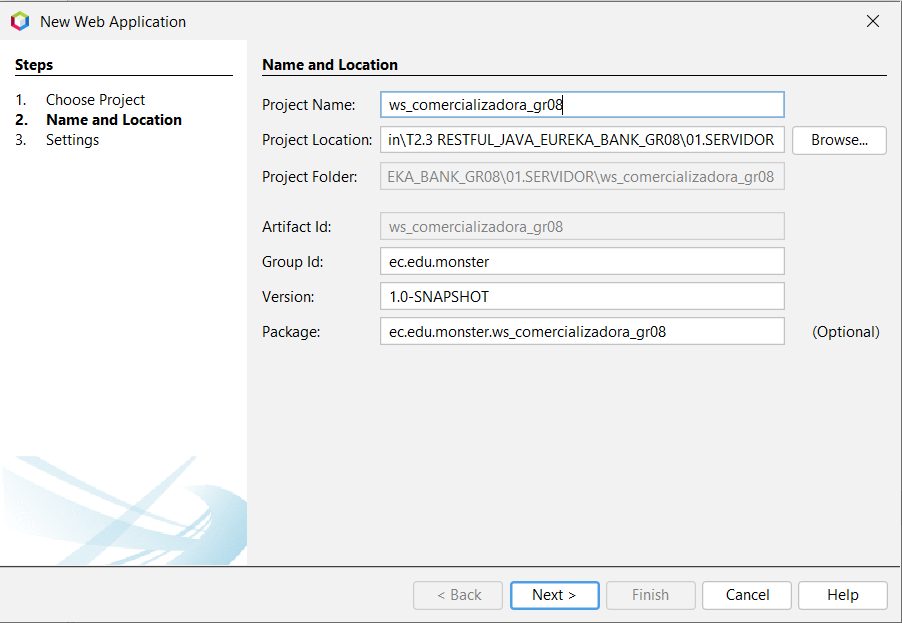 New Web Application
Steps
1. Choose Project
2. Name and Location
3. Settings
Name and Location
Project Name: ws_comercializadora_gr08
Project Location: in\T2.3 RESTFUL_JAVA_EUREKA_BANK_GR08\01.SERVIDOR Browse...
Project Folder: EKA_BANK_GR08\01.SERVIDOR\ws_comercializadora_gr08
Artifact Id: ws_comercializadora_gr08
Group Id: ec.edu.monster
Version: 1.0-SNAPSHOT
Package: ec.edu.monster.ws_comercializadora_gr08 (Optional)
< Back Next > Finish Cancel Help